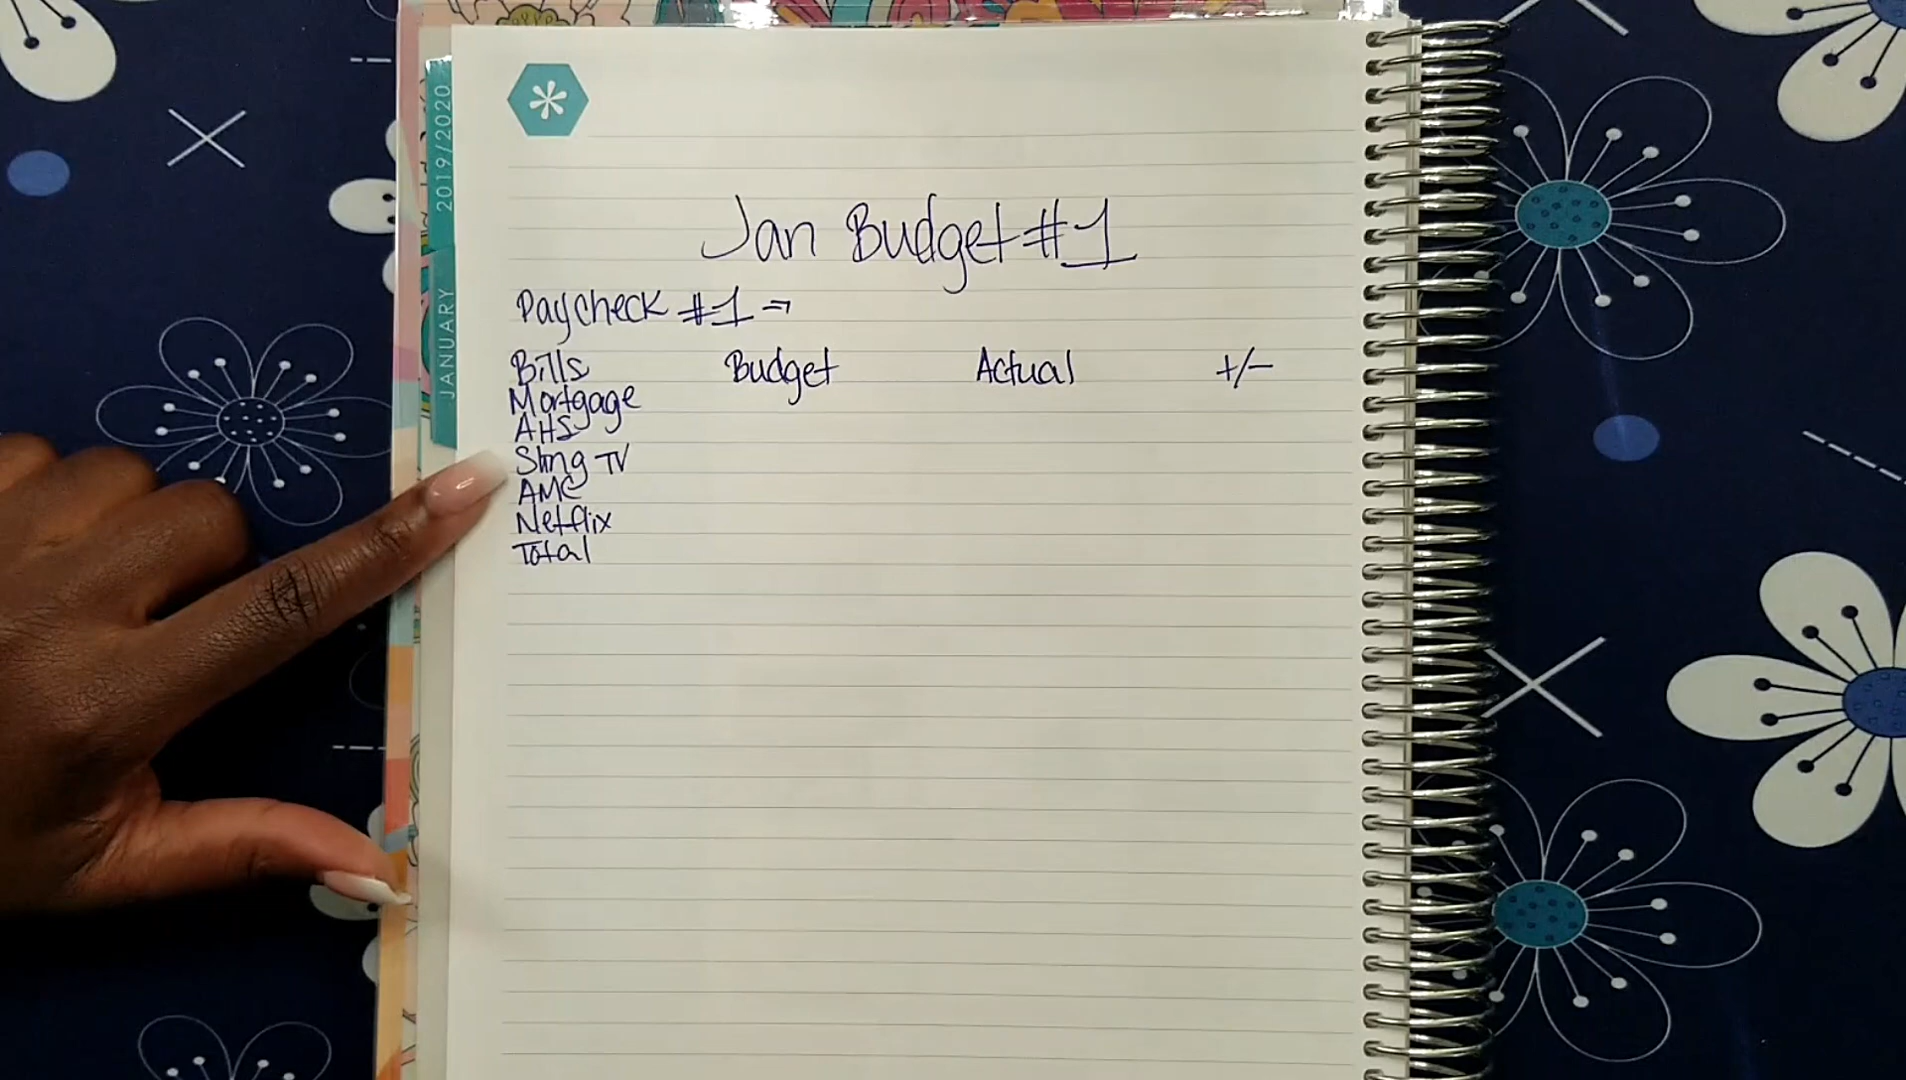 2019/2020
JANUARY
Jan Budget #1
Paycheck #1 →
Bills Budget Actual +/-
Mortgage
AHS
Sling TV
AMC
Netflix
Total